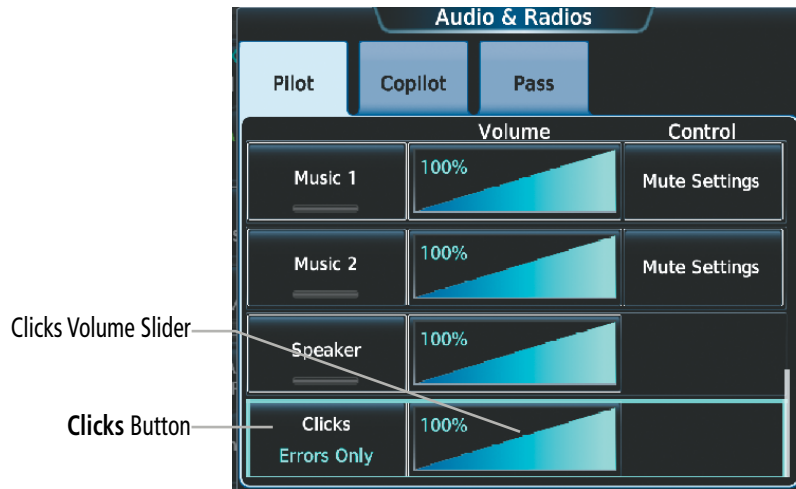 Audio & Radios
Pilot
Copilot
Pass
Volume
Control
Music 1
100%
Mute Settings
Music 2
100%
Mute Settings
Clicks Volume Slider
Speaker
100%
Clicks Button
Clicks
100%
Errors Only